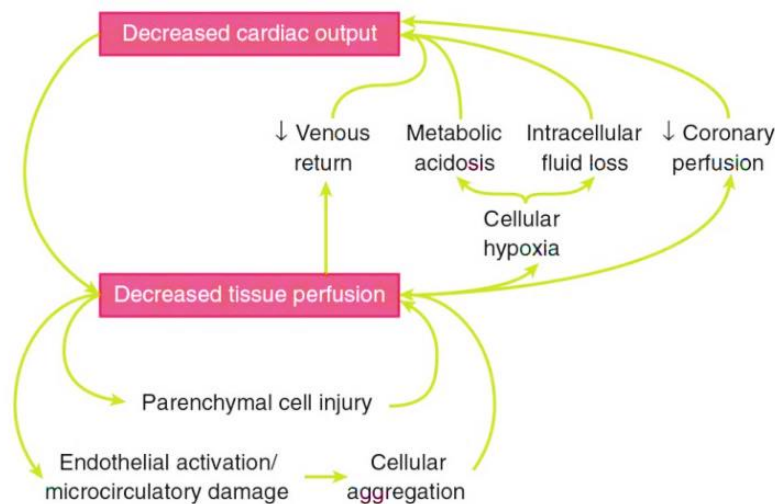 Decreased cardiac output
↓ Venous
return
Metabolic
acidosis
Intracellular
fluid loss
↓ Coronary
perfusion
Cellular
hypoxia
Decreased tissue perfusion
Parenchymal cell injury
Endothelial activation/
microcirculatory damage
Cellular
aggregation